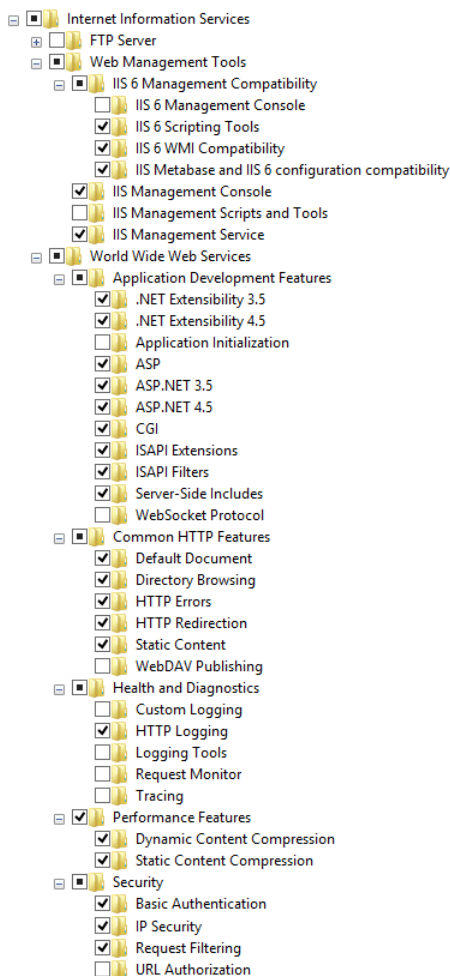 Internet Information Services
FTP Server
Web Management Tools
IIS 6 Management Compatibility
IIS 6 Management Console
IIS 6 Scripting Tools
IIS 6 WMI Compatibility
IIS Metabase and IIS 6 configuration compatibility
IIS Management Console
IIS Management Scripts and Tools
IIS Management Service
World Wide Web Services
Application Development Features
.NET Extensibility 3.5
.NET Extensibility 4.5
Application Initialization
ASP
ASP.NET 3.5
ASP.NET 4.5
CGI
ISAPI Extensions
ISAPI Filters
Server-Side Includes
WebSocket Protocol
Common HTTP Features
Default Document
Directory Browsing
HTTP Errors
HTTP Redirection
Static Content
WebDAV Publishing
Health and Diagnostics
Custom Logging
HTTP Logging
Logging Tools
Request Monitor
Tracing
Performance Features
Dynamic Content Compression
Static Content Compression
Security
Basic Authentication
IP Security
Request Filtering
URL Authorization